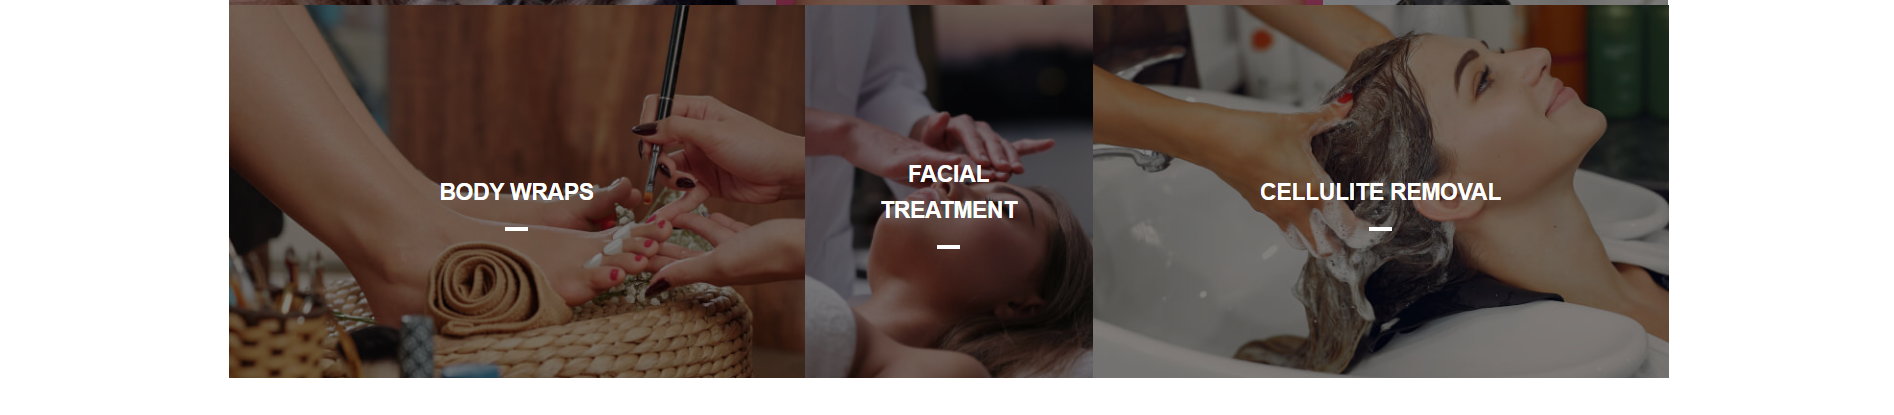 BODY WRAPS
FACIAL
TREATMENT
CELLULITE REMOVAL